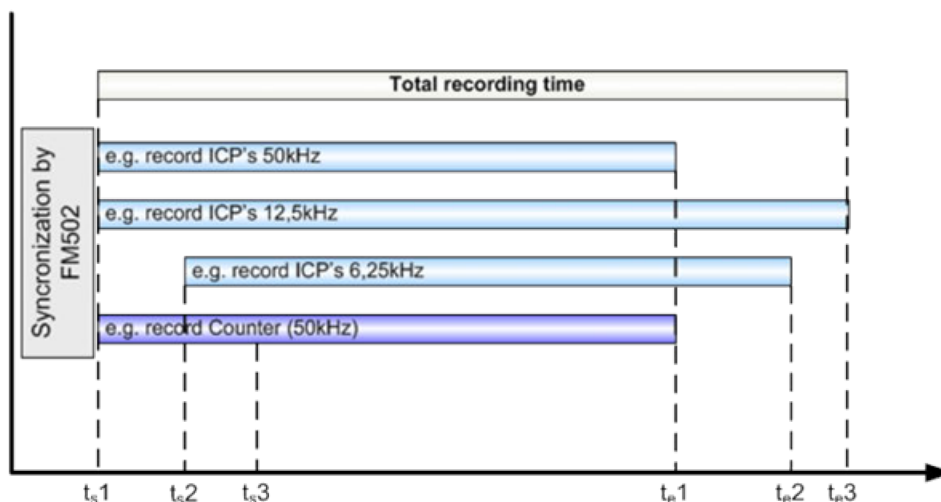 Total recording time
Syncronization by
FM502
e.g. record ICP's 50kHz
e.g. record ICP's 12,5kHz
e.g. record ICP's 6,25kHz
e.g. record Counter (50kHz)
ts1 ts2 ts3 te1 te2 te3